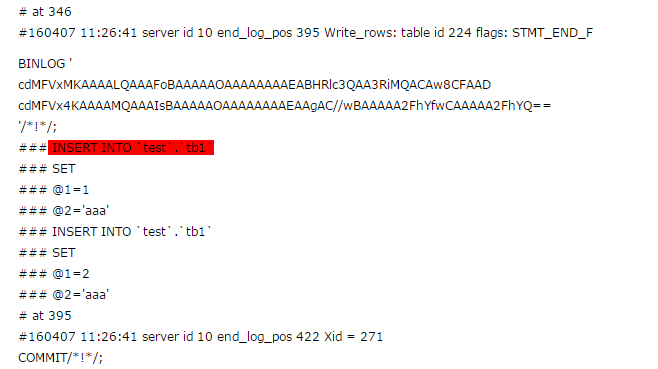 # at 346
#160407 11:26:41 server id 10 end_log_pos 395 Write_rows: table id 224 flags: STMT_END_F
BINLOG '
cdMFVxMKAAAALQAAAFoBAAAAAOAAAAAAAAEABHRlc3QAA3RiMQACAw8CFAAD
cdMFVx4KAAAAMQAAAIsBAAAAAOAAAAAAAAEAAgAC//wBAAAAA2FhYfwCAAAAA2FhYQ==
'/*!*/;
### INSERT INTO `test`.`tb1`
### SET
### @1=1
### @2='aaa'
### INSERT INTO `test`.`tb1`
### SET
### @1=2
### @2='aaa'
# at 395
#160407 11:26:41 server id 10 end_log_pos 422 Xid = 271
COMMIT/*!*/;